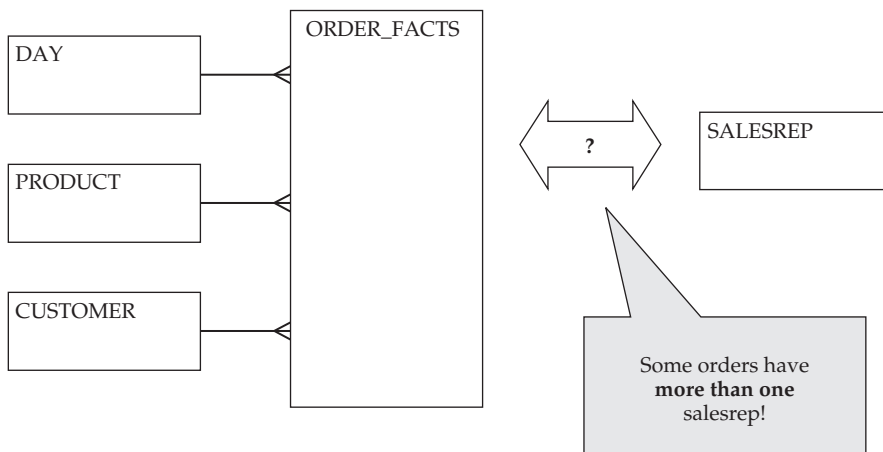 ORDER_FACTS
DAY
PRODUCT
CUSTOMER
?
SALESREP
Some orders have
more than one
salesrep!